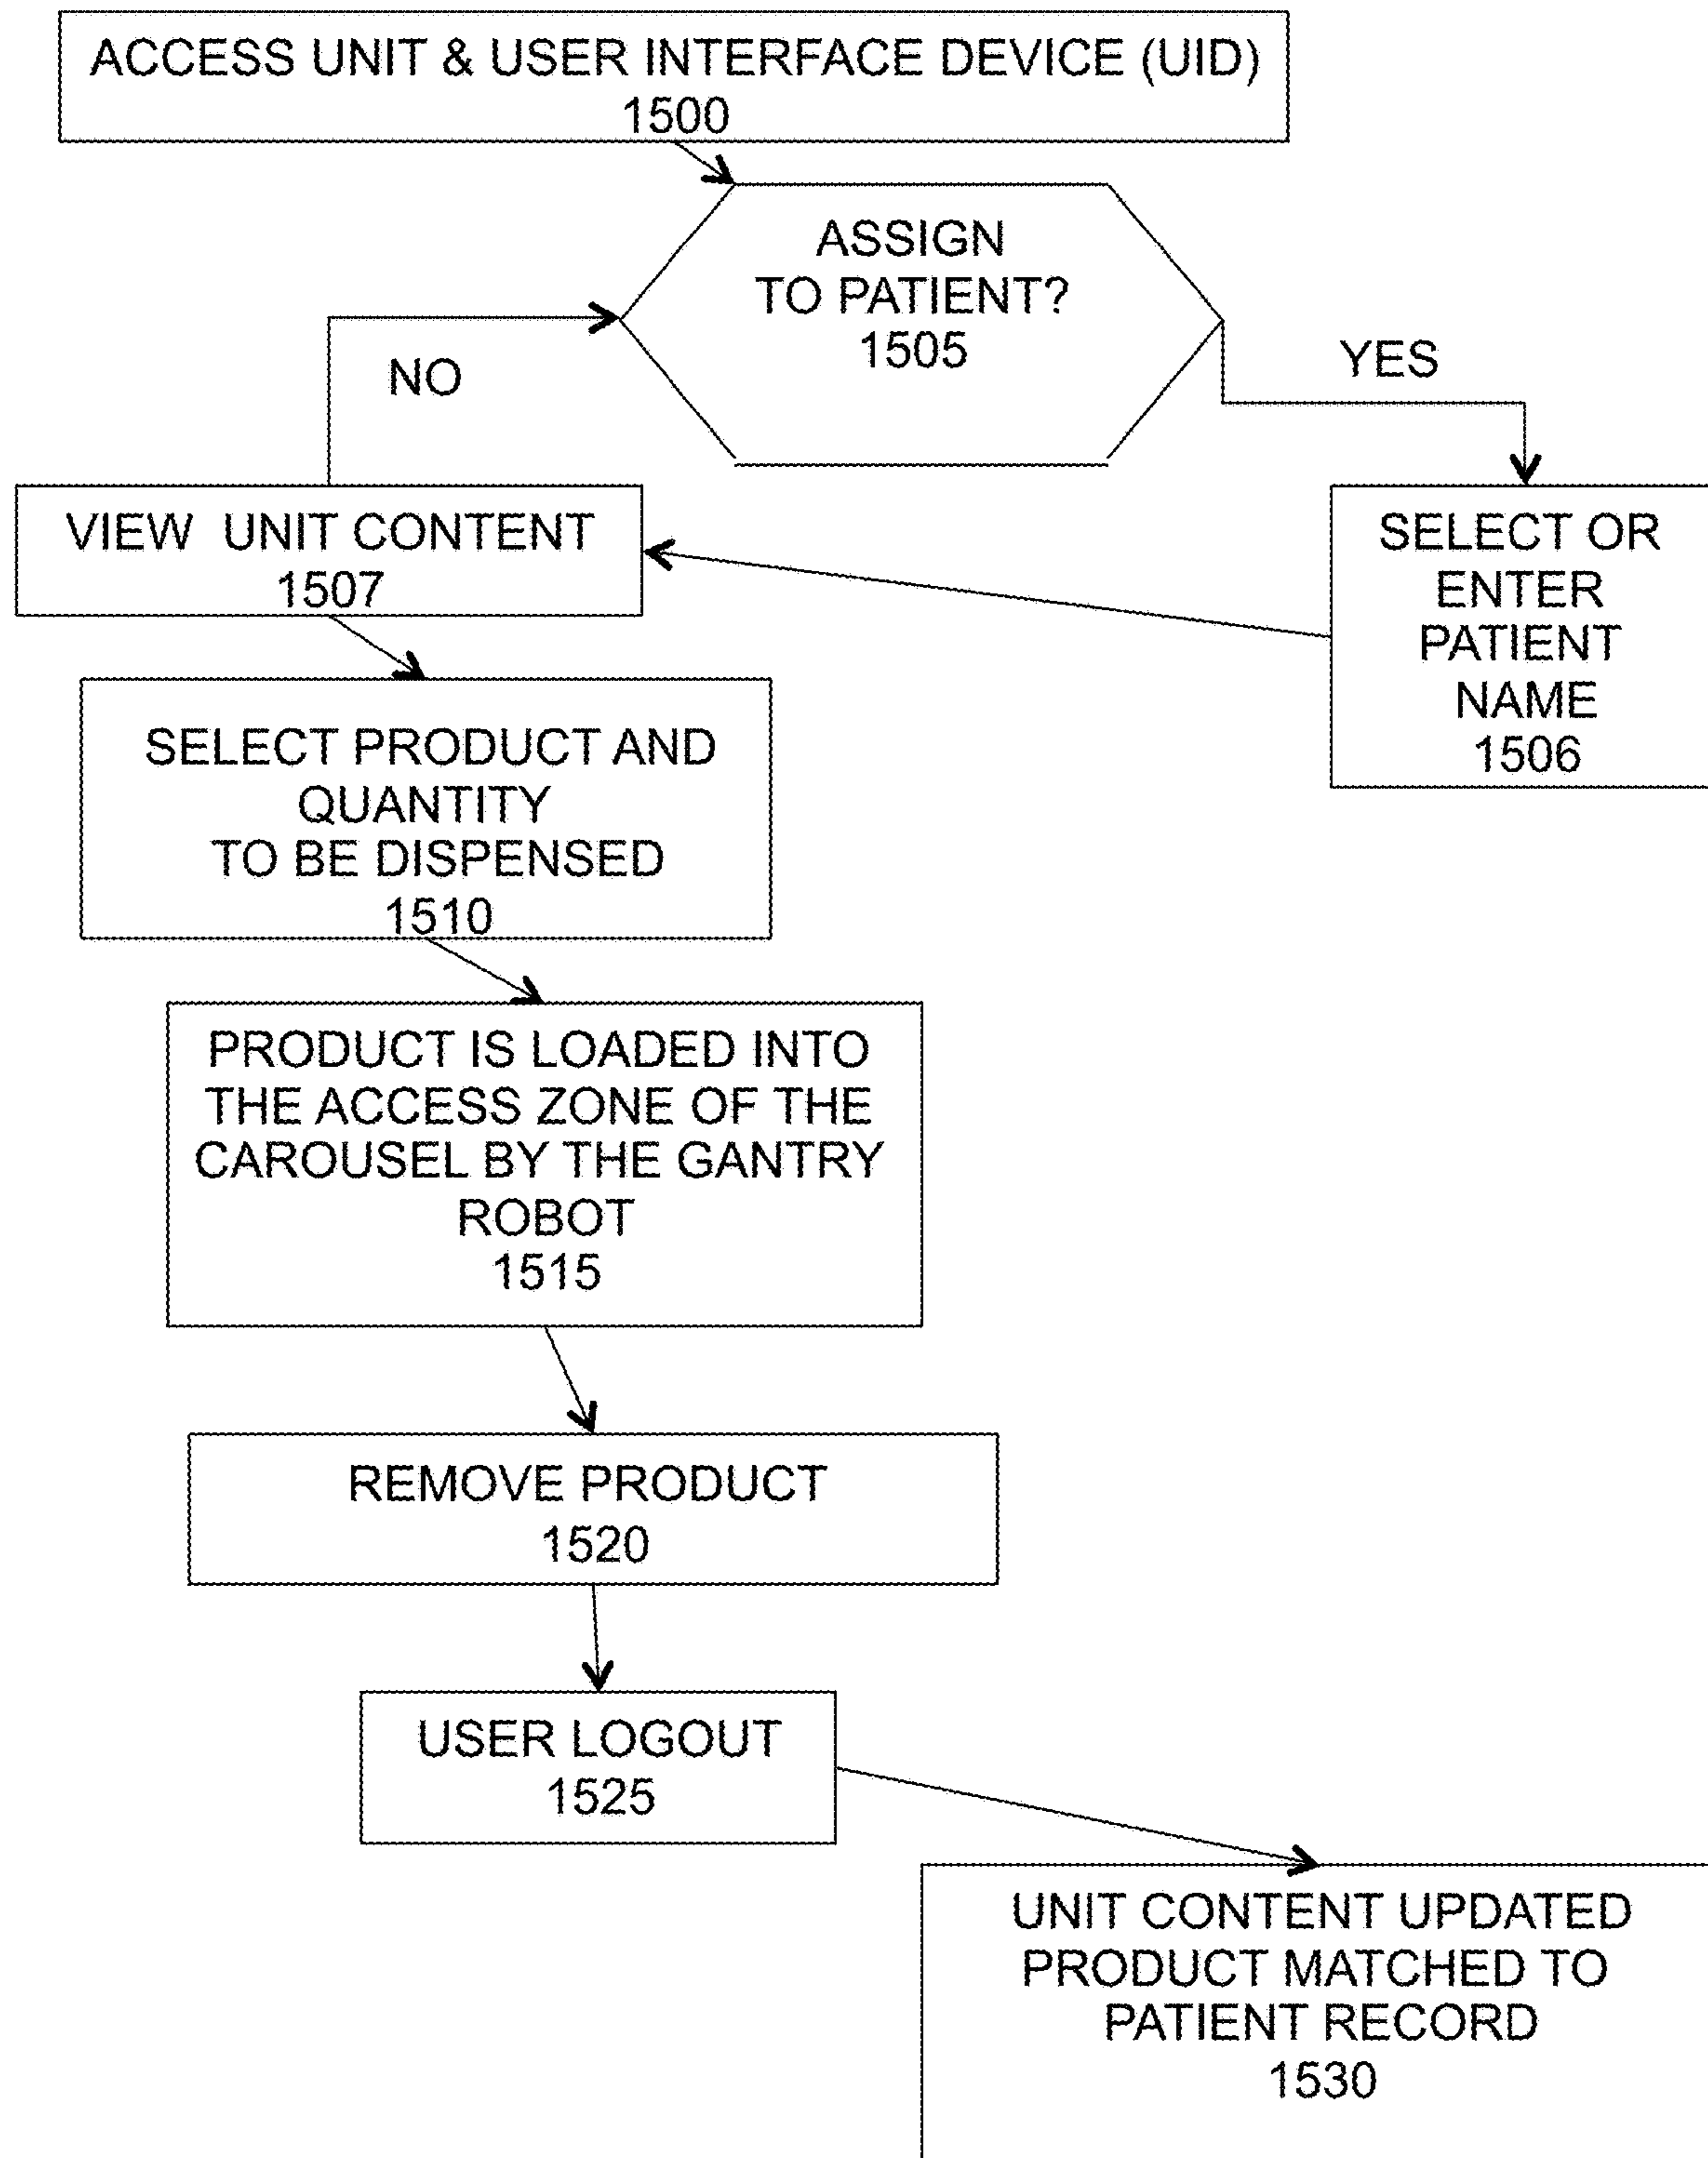 ACCESS UNIT & USER INTERFACE DEVICE (UID)
1500
ASSIGN
TO PATIENT?
1505
NO
YES
VIEW UNIT CONTENT
1507
SELECT OR
ENTER
PATIENT
NAME
1506
SELECT PRODUCT AND
QUANTITY
TO BE DISPENSED
1510
PRODUCT IS LOADED INTO
THE ACCESS ZONE OF THE
CAROUSEL BY THE GANTRY
ROBOT
1515
REMOVE PRODUCT
1520
USER LOGOUT
1525
UNIT CONTENT UPDATED
PRODUCT MATCHED TO
PATIENT RECORD
1530